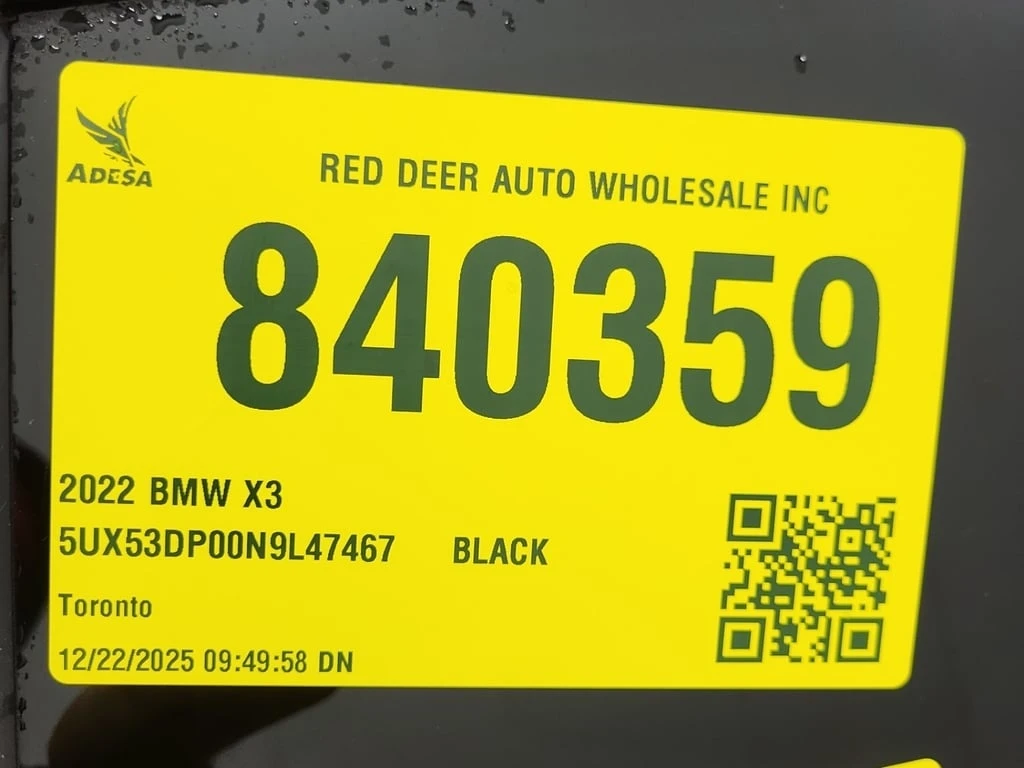 ADESA
RED DEER AUTO WHOLESALE INC
840359
2022 BMW X3
5UX53DP00N9L47467 BLACK
Toronto
12/22/2025 09:49:58 DN